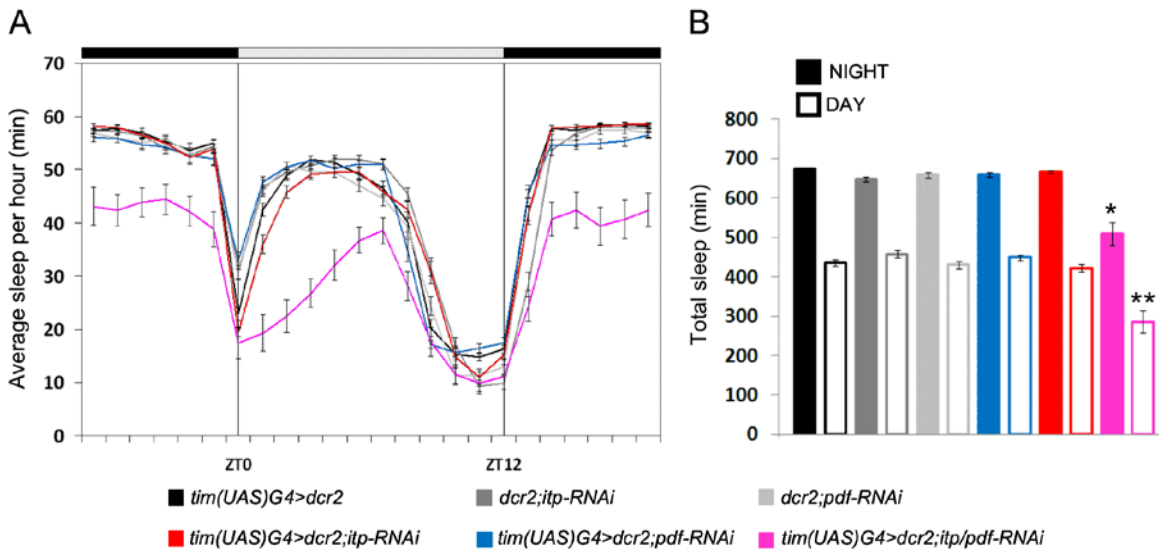 A
B
Average sleep per hour (min)
70
60
50
40
30
20
10
0
ZT0
ZT12
NIGHT
DAY
Total sleep (min)
800
700
600
500
400
300
200
100
0
*
**
tim(UAS)G4>dcr2
dcr2;itp-RNAi
dcr2;pdf-RNAi
tim(UAS)G4>dcr2;itp-RNAi
tim(UAS)G4>dcr2;pdf-RNAi
tim(UAS)G4>dcr2;itp/pdf-RNAi